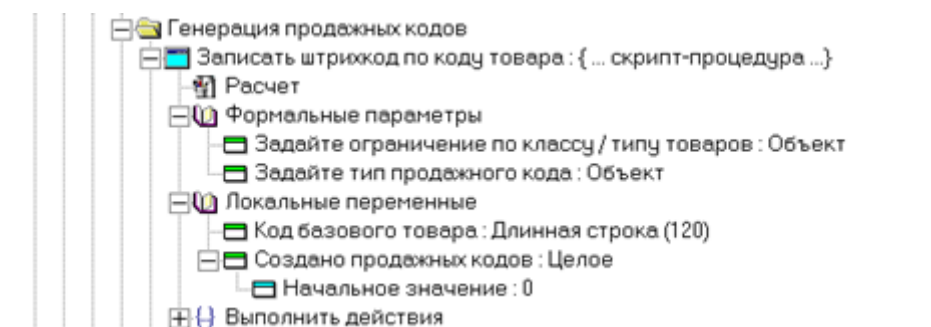 Генерация продажных кодов
Записать штрихкод по коду товара : { ... скрипт-процедура ...}
Расчет
Формальные параметры
Задайте ограничение по классу / типу товаров : Объект
Задайте тип продажного кода : Объект
Локальные переменные
Код базового товара : Длинная строка (120)
Создано продажных кодов : Целое
Начальное значение : 0
Выполнить действия